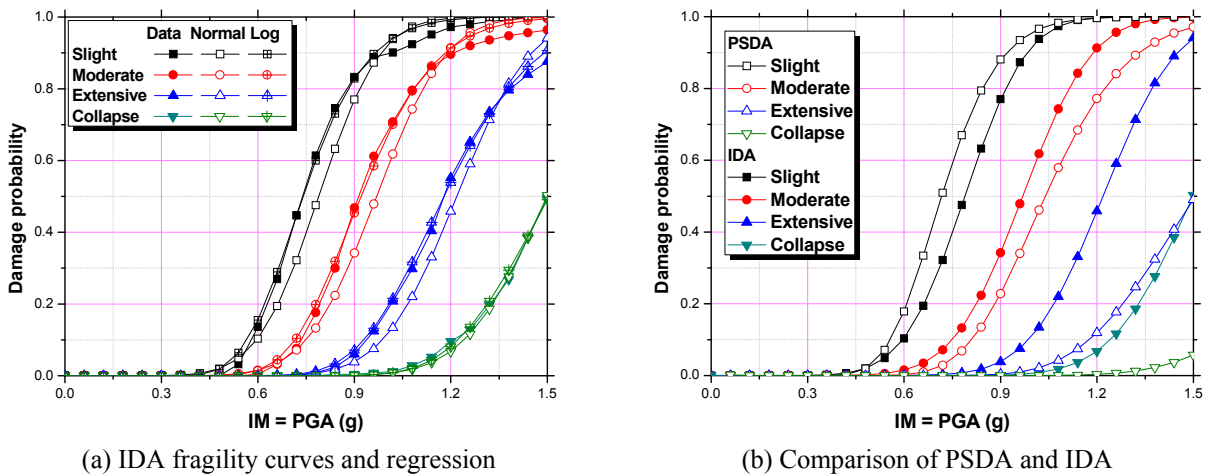 Data Normal Log
Slight
Moderate
Extensive
Collapse
Damage probability
1.0
0.8
0.6
0.4
0.2
0.0
0.0 0.3 0.6 0.9 1.2 1.5
IM = PGA (g)
(a) IDA fragility curves and regression
PSDA
Slight
Moderate
Extensive
Collapse
IDA
Slight
Moderate
Extensive
Collapse
Damage probability
1.0
0.8
0.6
0.4
0.2
0.0
0.0 0.3 0.6 0.9 1.2 1.5
IM = PGA (g)
(b) Comparison of PSDA and IDA